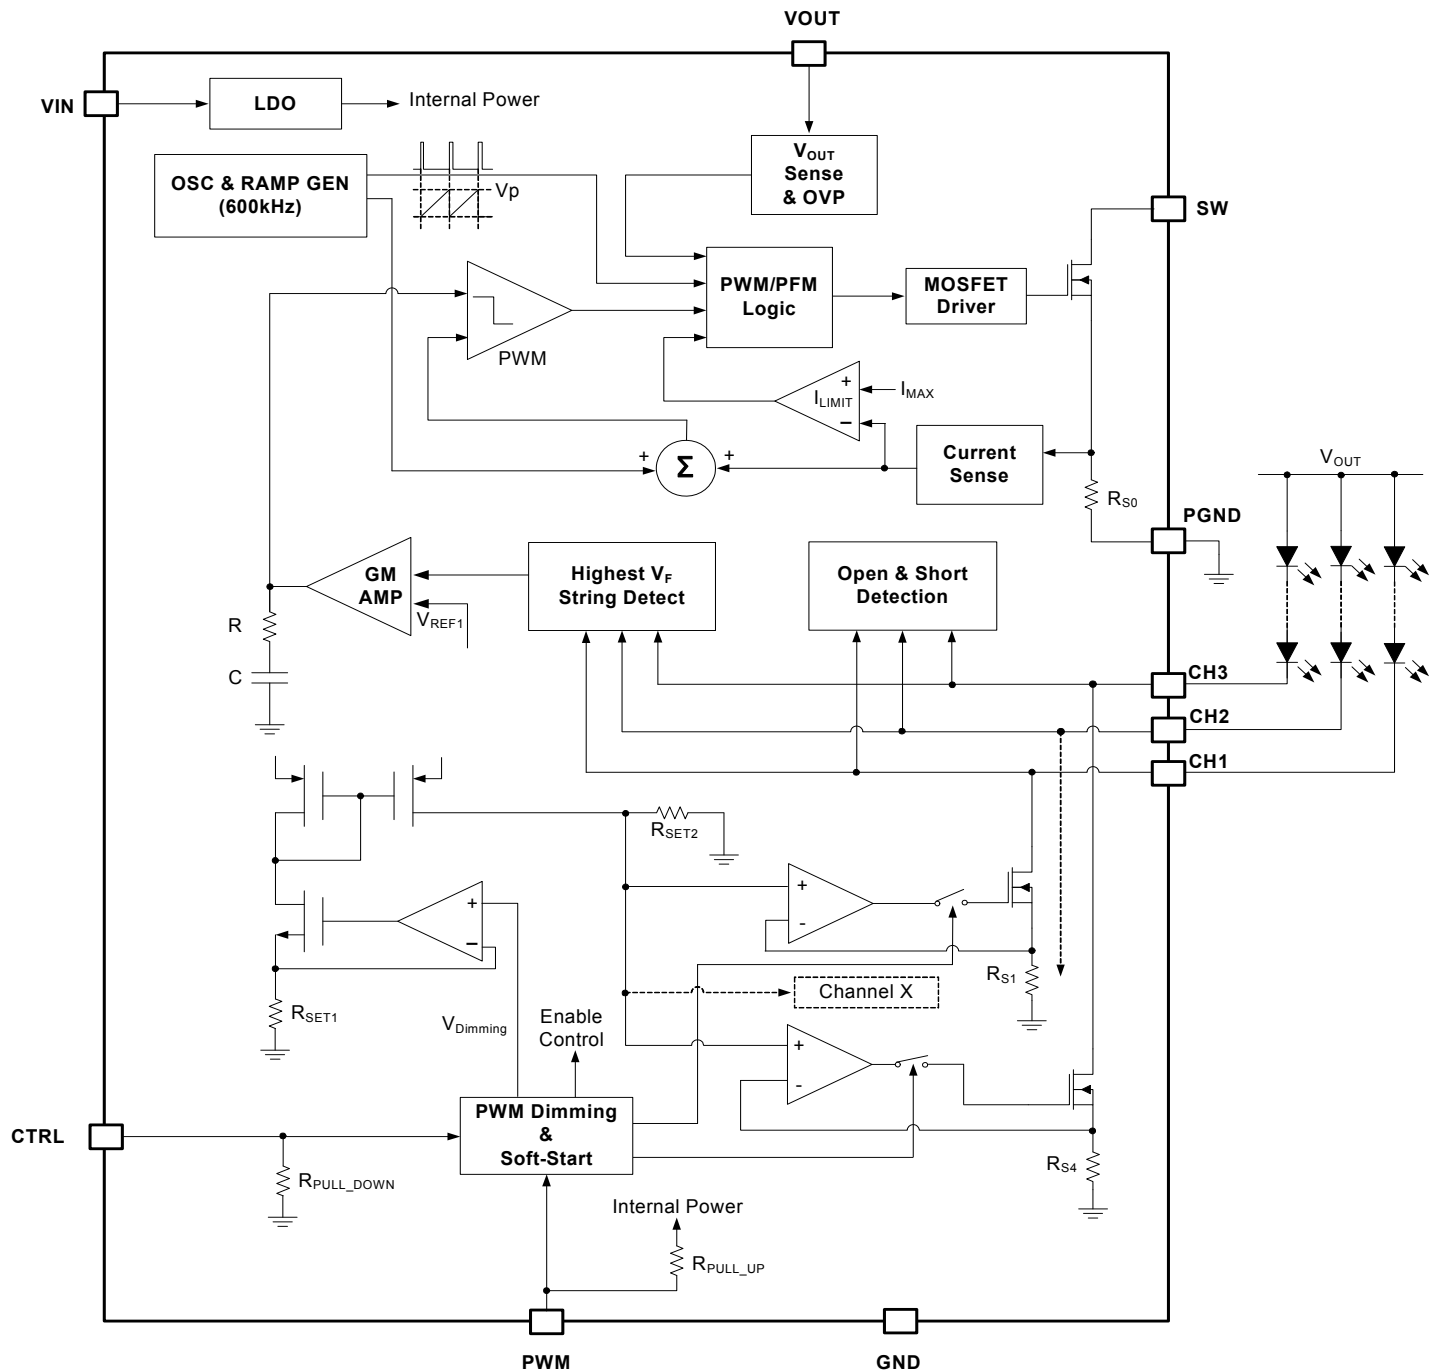 VOUT
VIN
LDO
Internal Power
OSC & RAMP GEN
(600kHz)
Vp
VOUT
Sense
& OVP
SW
PWM/PFM
Logic
MOSFET
Driver
PWM
+
ILIMIT
−
IMAX
+
Σ
+
Current
Sense
RS0
VOUT
PGND
GM
AMP
VREF1
Highest VF
String Detect
Open & Short
Detection
R
C
CH3
CH2
CH1
RSET2
+
−
+
-
RS1
RSET1
VDimming
Enable
Control
Channel X
+
-
CTRL
PWM Dimming
&
Soft-Start
RS4
RPULL_DOWN
Internal Power
RPULL_UP
PWM
GND